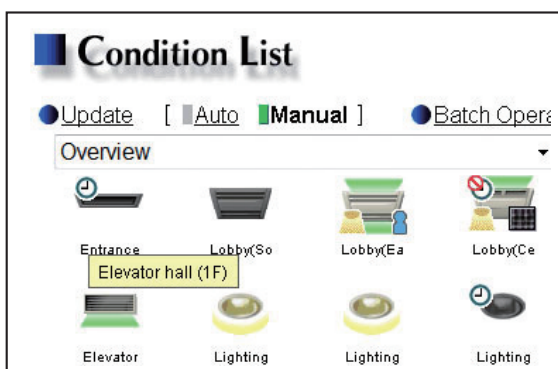 Condition List
Update [ Auto Manual ] Batch Opera
Overview
Entrance Lobby(So Lobby(Ea Lobby(Ce
Elevator hall (1F)
Elevator Lighting Lighting Lighting